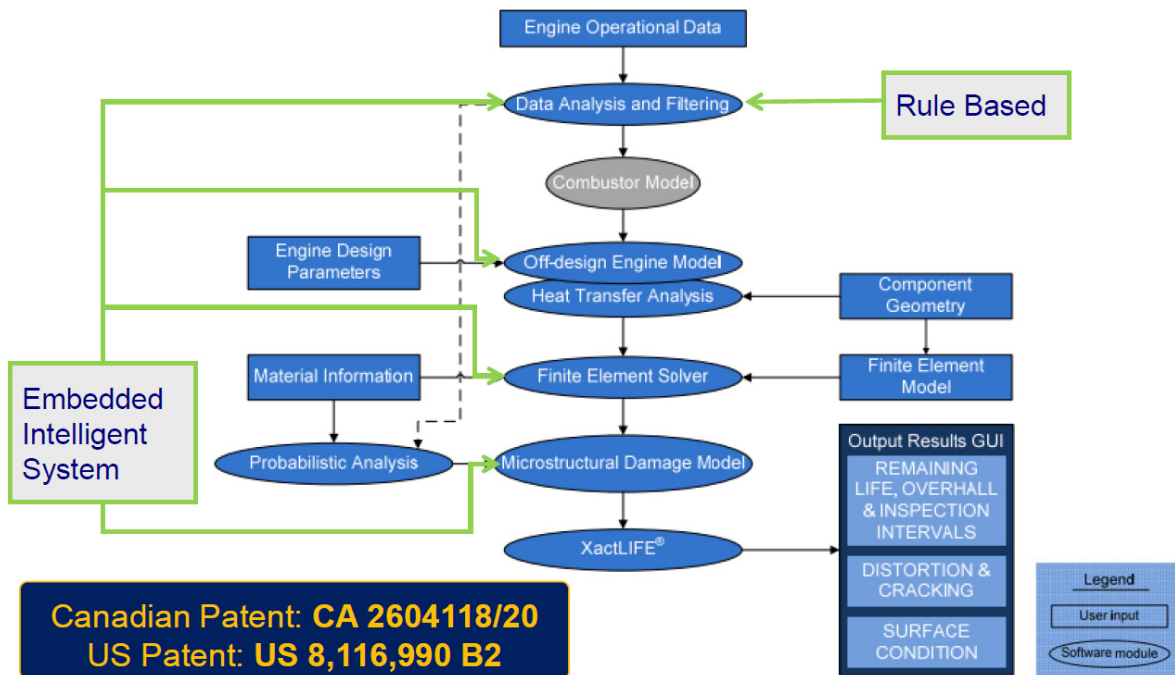 Engine Operational Data
Data Analysis and Filtering
Rule Based
Combustor Model
Engine Design
Parameters
Off-design Engine Model
Heat Transfer Analysis
Component
Geometry
Material Information
Finite Element Solver
Finite Element
Model
Embedded
Intelligent
System
Probabilistic Analysis
Microstructural Damage Model
XactLIFE®
Output Results GUI
REMAINING
LIFE, OVERHALL
& INSPECTION
INTERVALS
DISTORTION &
CRACKING
SURFACE
CONDITION
Legend
User input
Software module
Canadian Patent: CA 2604118/20
US Patent: US 8,116,990 B2